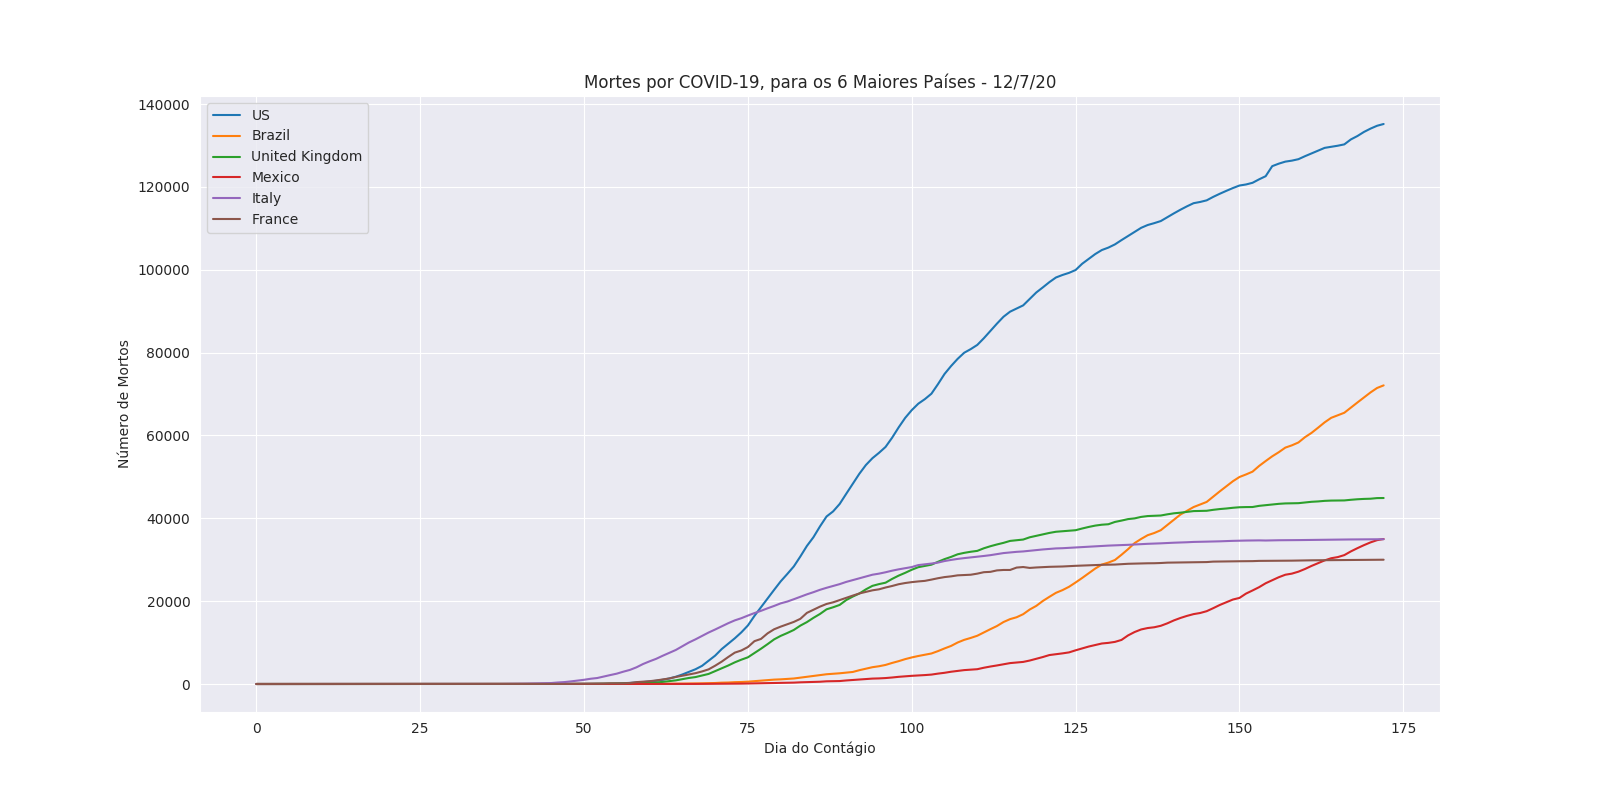 Mortes por COVID-19, para os 6 Maiores Países - 12/7/20
140000
120000
100000
80000
60000
40000
20000
0
Número de Mortos
US
Brazil
United Kingdom
Mexico
Italy
France
0 25 50 75 100 125 150 175
Dia do Contágio